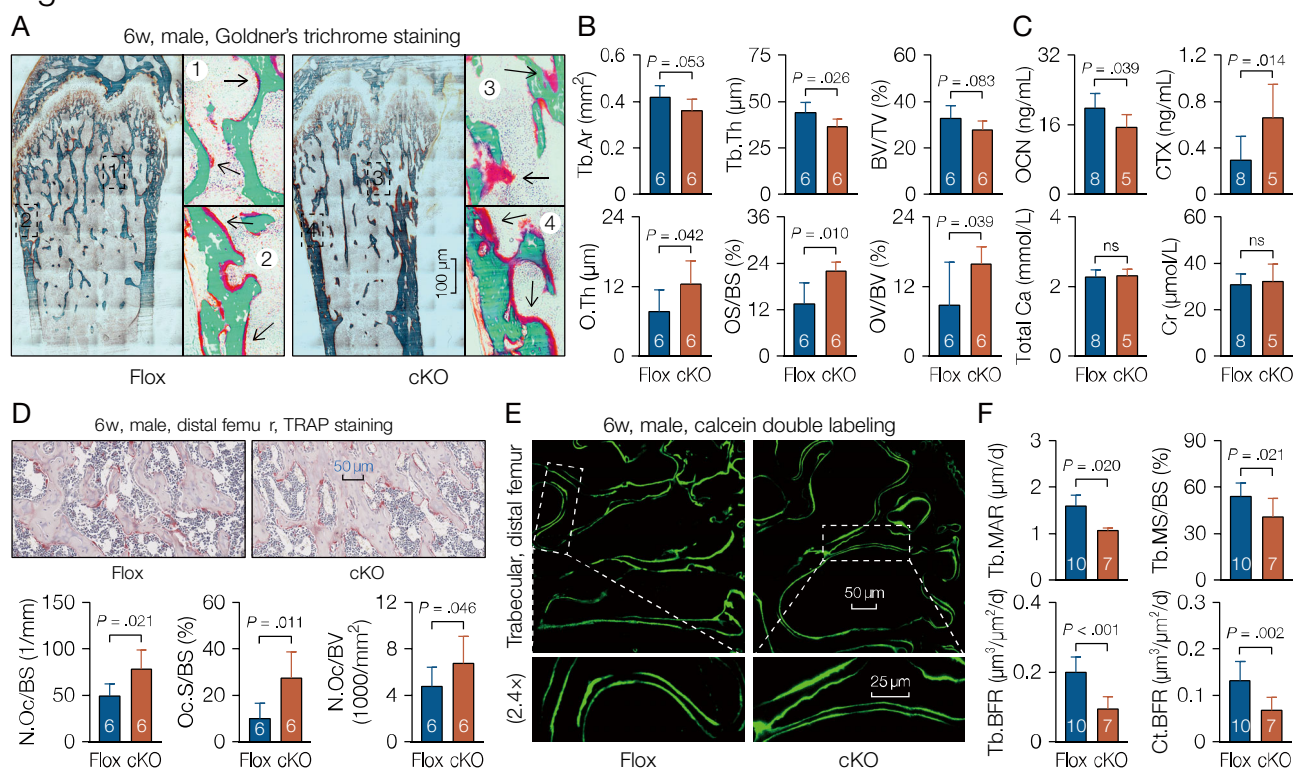 A
6w, male, Goldner's trichrome staining
1
2
1
2
3
3
4
100 µm
Flox
cKO
B
Tb.Ar (mm²)
0.6
0.4
0.2
0
P = .053
6
6
Tb.Th (µm)
75
50
25
0
P = .026
6
6
BV/TV (%)
60
40
20
0
P = .083
6
6
O.Th (µm)
24
12
0
P = .042
6
6
Flox cKO
OS/BS (%)
36
24
12
0
P = .010
6
6
Flox cKO
OV/BV (%)
24
16
8
0
P = .039
6
6
Flox cKO
C
OCN (ng/mL)
32
16
0
P = .039
8
5
CTX (ng/mL)
1.2
0.8
0.4
0
P = .014
8
5
Total Ca (mmol/L)
4
2
0
ns
8
5
Flox cKO
Cr (µmol/L)
60
40
20
0
ns
8
5
Flox cKO
D
6w, male, distal femu r, TRAP staining
50 µm
Flox
cKO
N.Oc/BS (1/mm)
150
100
50
0
P = .021
6
6
Flox cKO
Oc.S/BS (%)
60
40
20
0
P = .011
6
6
Flox cKO
N.Oc/BV
(1000/mm²)
12
8
4
0
P = .046
6
6
Flox cKO
E
6w, male, calcein double labeling
Trabecular, distal femur
(2.4×)
50 µm
25 µm
Flox
cKO
F
Tb.MAR (µm/d)
3
2
1
0
P = .020
10
7
Tb.MS/BS (%)
90
60
30
0
P = .021
10
7
Tb.BFR (µm³/µm²/d)
0.4
0.2
0
P < .001
10
7
Flox cKO
Ct.BFR (µm³/µm²/d)
0.3
0.2
0.1
0
P = .002
10
7
Flox cKO